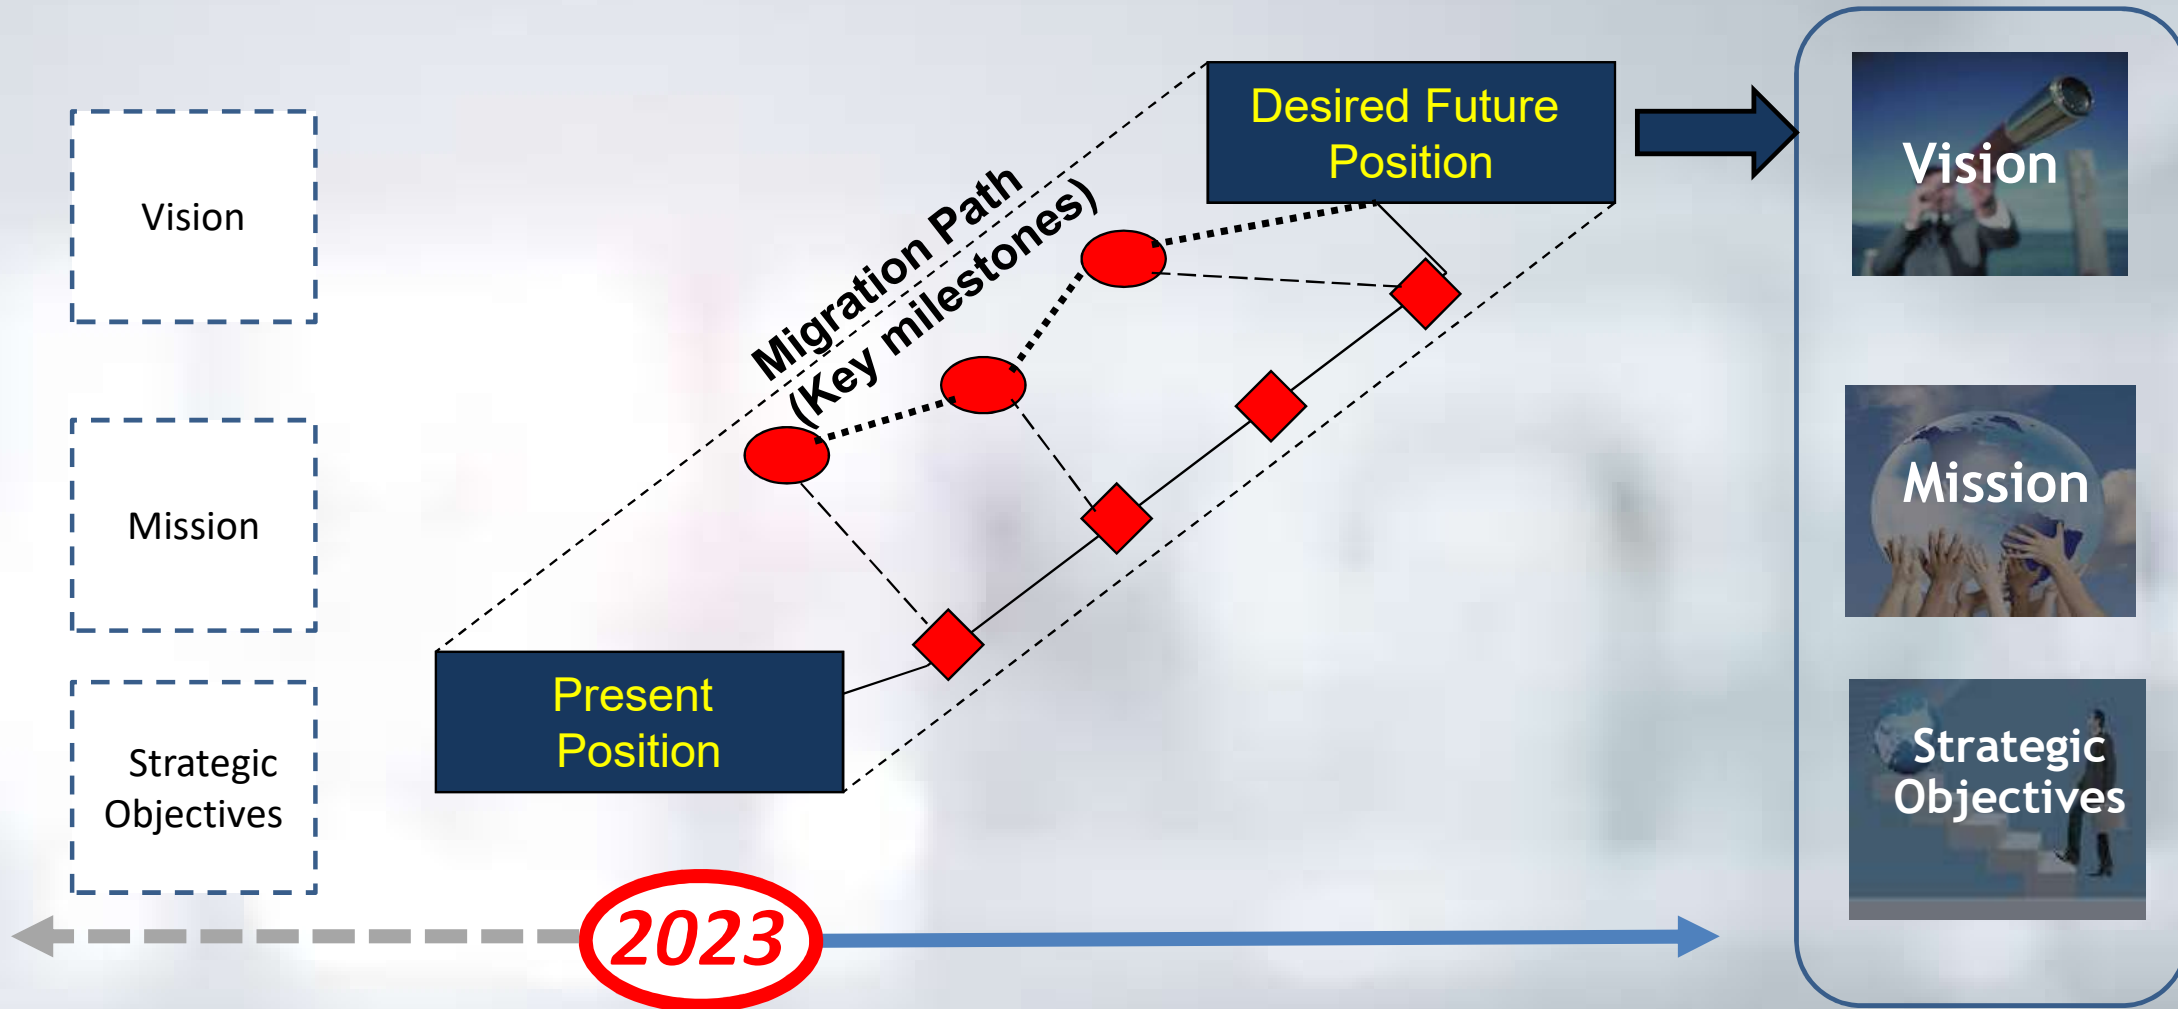 Vision
Mission
Strategic
Objectives
Migration Path
(Key milestones)
Desired Future
Position
Present
Position
2023
Vision
Mission
Strategic
Objectives